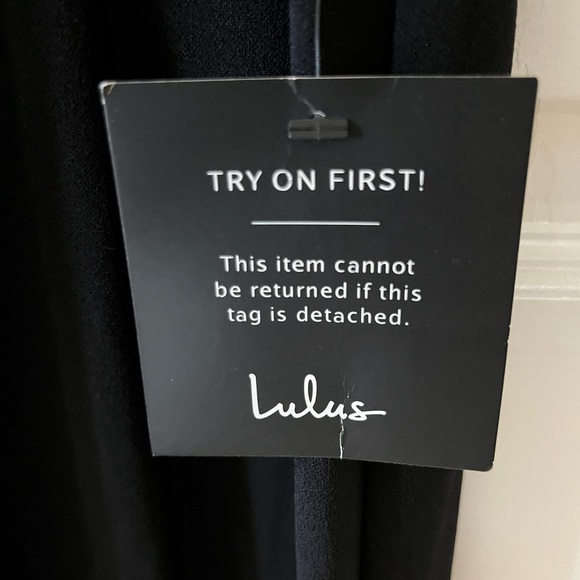 TRY ON FIRST!
This item cannot
be returned if this
tag is detached.
Lulus